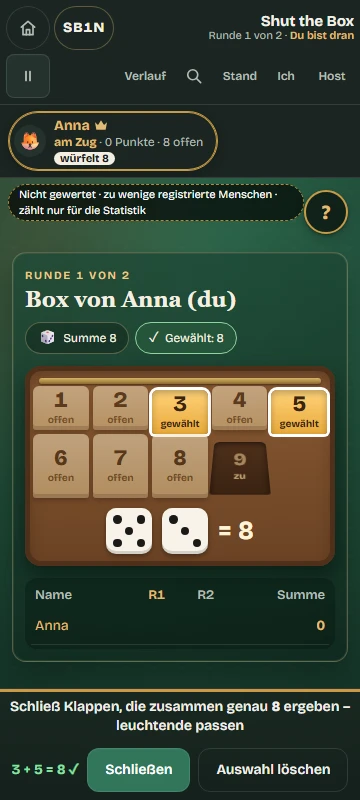 SB1N
Shut the Box
Runde 1 von 2 · Du bist dran
Verlauf
Stand
Ich
Host
Anna
am Zug · 0 Punkte · 8 offen
würfelt 8
Nicht gewertet · zu wenige registrierte Menschen ·
zählt nur für die Statistik
?
RUNDE 1 VON 2
Box von Anna (du)
Summe 8
✓ Gewählt: 8
1 2 3 4 5
offen offen gewählt offen gewählt
6 7 8 9
offen offen offen zu
= 8
Name R1 R2 Summe
Anna 0
Schließ Klappen, die zusammen genau 8 ergeben –
leuchtende passen
3 + 5 = 8 ✓
Schließen
Auswahl löschen